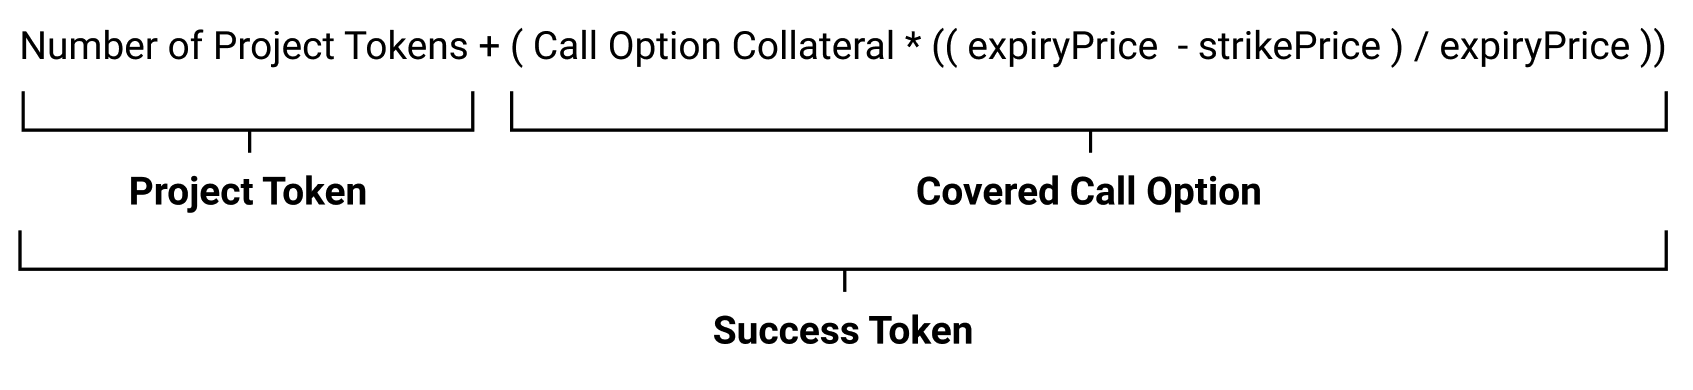 Number of Project Tokens + ( Call Option Collateral * (( expiryPrice - strikePrice ) / expiryPrice ))
Project Token
Covered Call Option
Success Token